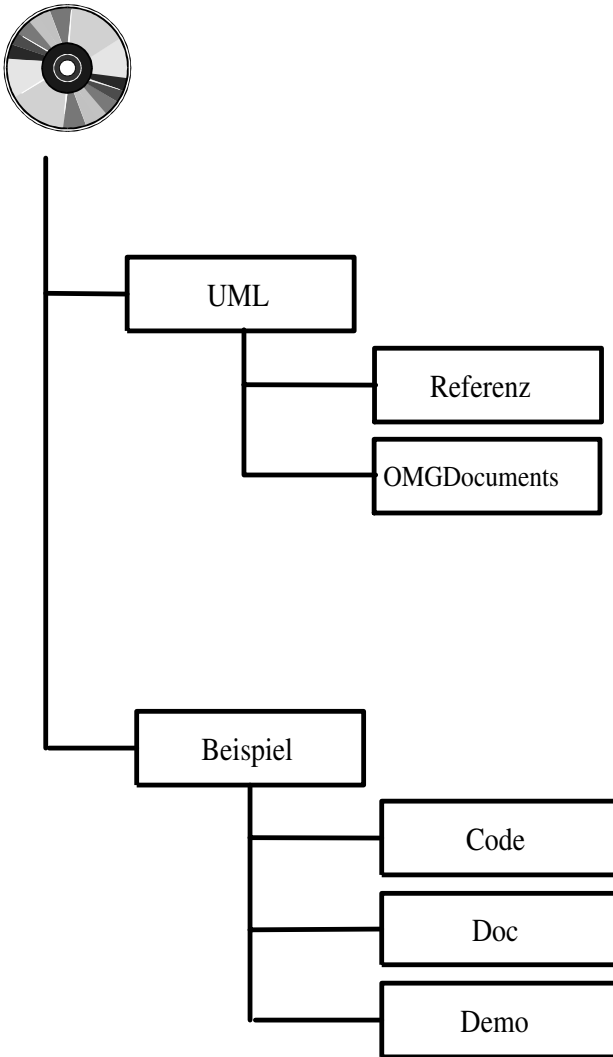 UML
Referenz
OMGDocuments
Beispiel
Code
Doc
Demo